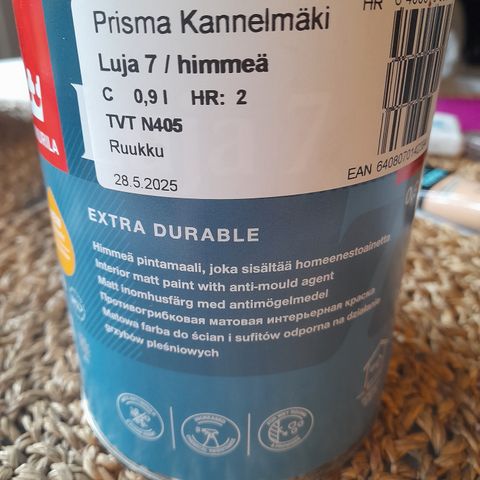 Prisma Kannelmäki
HR
Luja 7 / himmeä
C 0,9 l HR: 2
TVT N405
Ruukku
28.5.2025
EAN
EXTRA DURABLE
Himmeä pintamaali, joka sisältää homeenestoainetta
Interior matt paint with anti-mould agent
Matt inomhusfärg med antimögelmedel
Противогрибковая матовая интерьерная краска
Matowa farba do ścian i sufitów odporna na działanie
grzybów pleśniowych